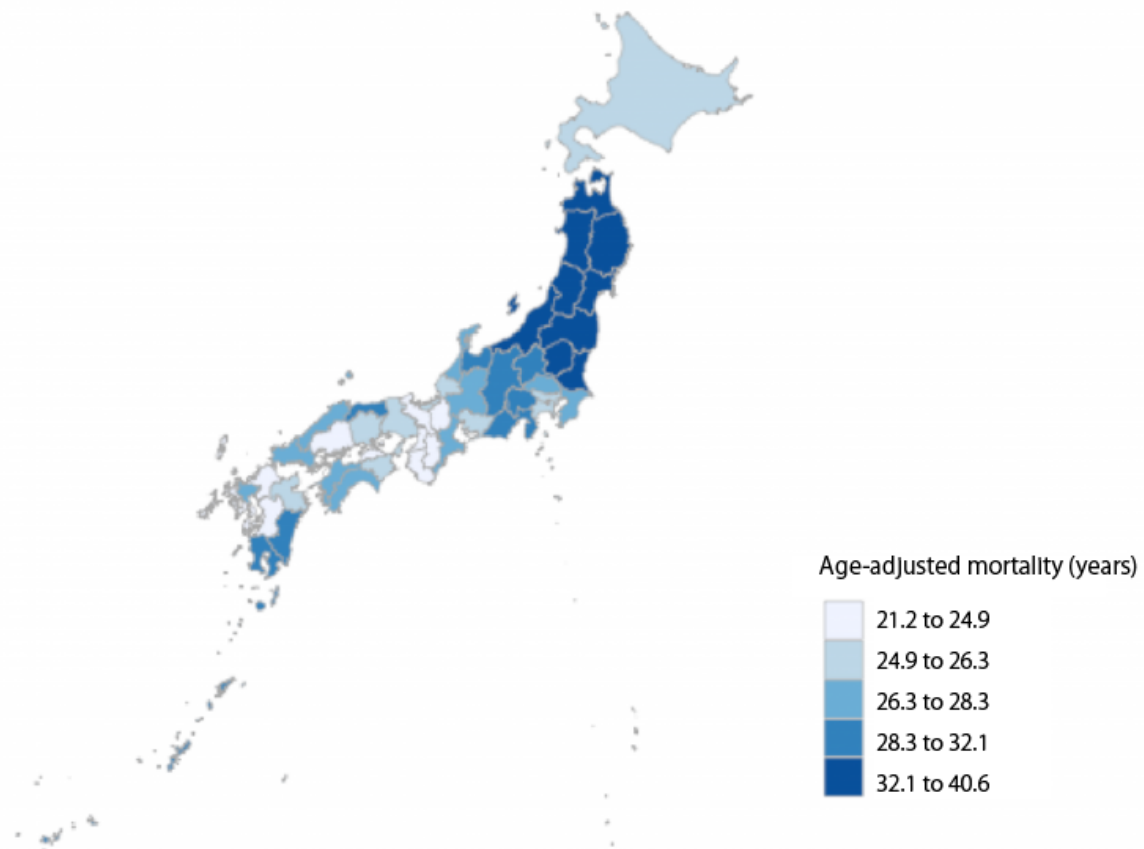 Age-adjusted mortality (years)
21.2 to 24.9
24.9 to 26.3
26.3 to 28.3
28.3 to 32.1
32.1 to 40.6